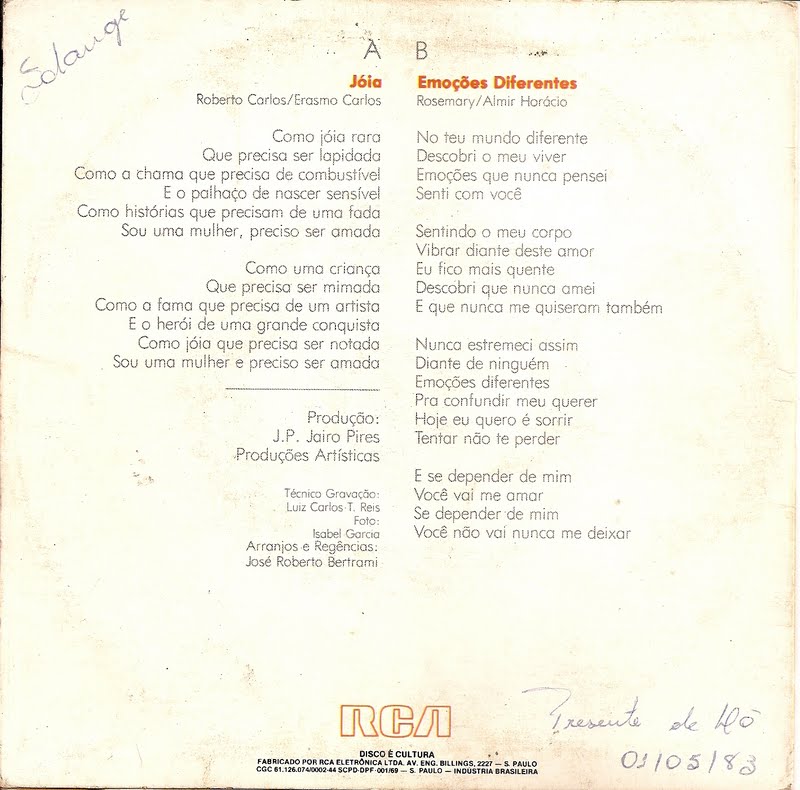 Solange
A
Jóia
Roberto Carlos/Erasmo Carlos
Como jóia rara
Que precisa ser lapidada
Como a chama que precisa de combustível
E o palhaço de nascer sensível
Como histórias que precisam de uma fada
Sou uma mulher, preciso ser amada
Como uma criança
Que precisa ser mimada
Como a fama que precisa de um artista
E o herói de uma grande conquista
Como jóia que precisa ser notada
Sou uma mulher e preciso ser amada
Produção:
J.P. Jairo Pires
Produções Artísticas
Técnico Gravação:
Luiz Carlos T. Reis
Foto:
Isabel Garcia
Arranjos e Regências:
José Roberto Bertrami
B
Emoções Diferentes
Rosemary/Almir Horácio
No teu mundo diferente
Descobri o meu viver
Emoções que nunca pensei
Senti com você
Sentindo o meu corpo
Vibrar diante deste amor
Eu fico mais quente
Descobri que nunca amei
E que nunca me quiseram também
Nunca estremeci assim
Diante de ninguém
Emoções diferentes
Pra confundir meu querer
Hoje eu quero é sorrir
Tentar não te perder
E se depender de mim
Você vai me amar
Se depender de mim
Você não vai nunca me deixar
RCA
DISCO É CULTURA
FABRICADO POR RCA ELETRÔNICA LTDA. AV. ENG. BILLINGS, 2227 — S. PAULO
CGC 61.126.074/0002-44 SCPD-DPF-001/69 — S. PAULO — INDÚSTRIA BRASILEIRA
Presente de
01/05/83